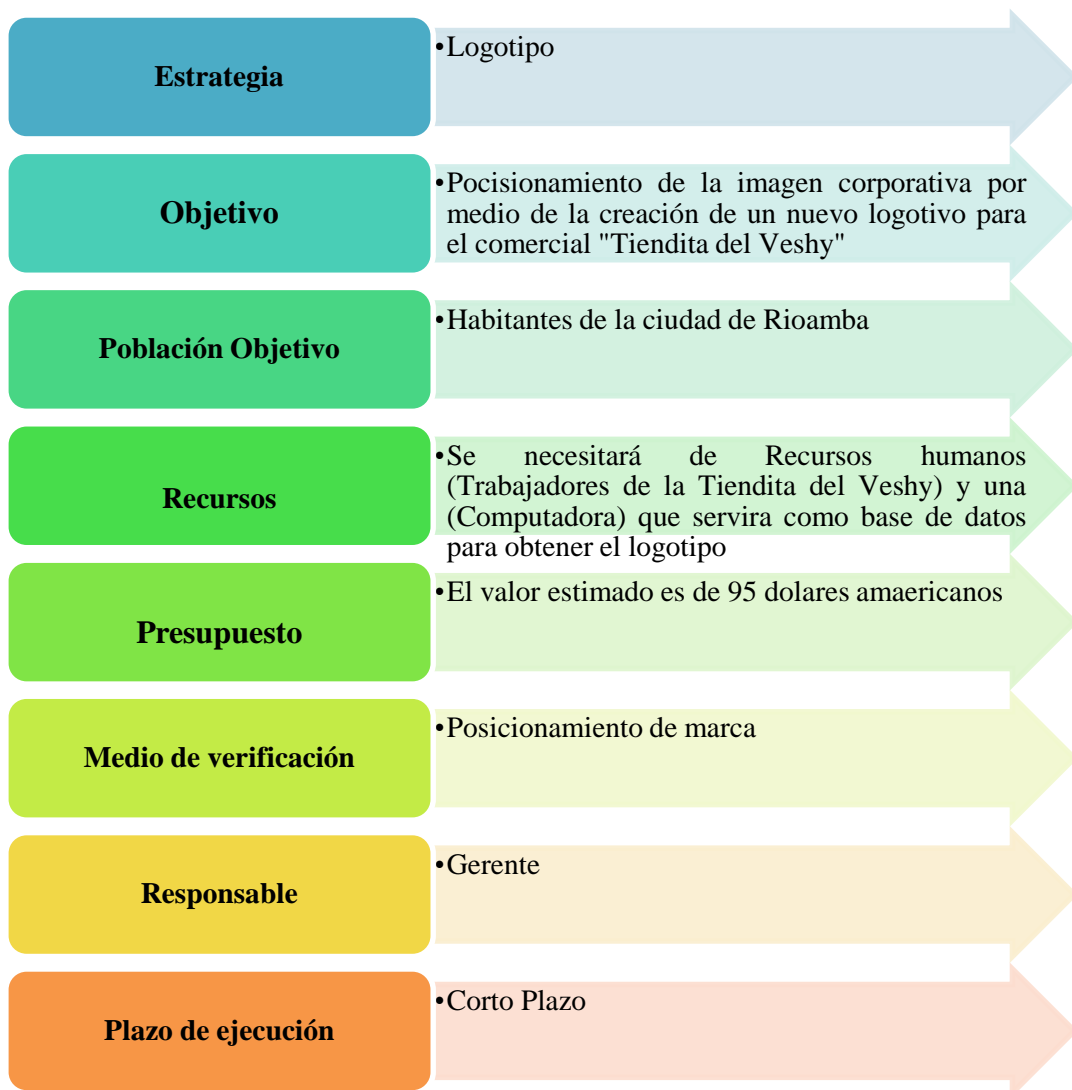 Estrategia
•Logotipo
Objetivo
•Pocisionamiento de la imagen corporativa por
medio de la creación de un nuevo logotivo para
el comercial "Tiendita del Veshy"
Población Objetivo
•Habitantes de la ciudad de Rioamba
Recursos
•Se necesitará de Recursos humanos
(Trabajadores de la Tiendita del Veshy) y una
(Computadora) que servira como base de datos
para obtener el logotipo
Presupuesto
•El valor estimado es de 95 dolares amaericanos
Medio de verificación
•Posicionamiento de marca
Responsable
•Gerente
Plazo de ejecución
•Corto Plazo